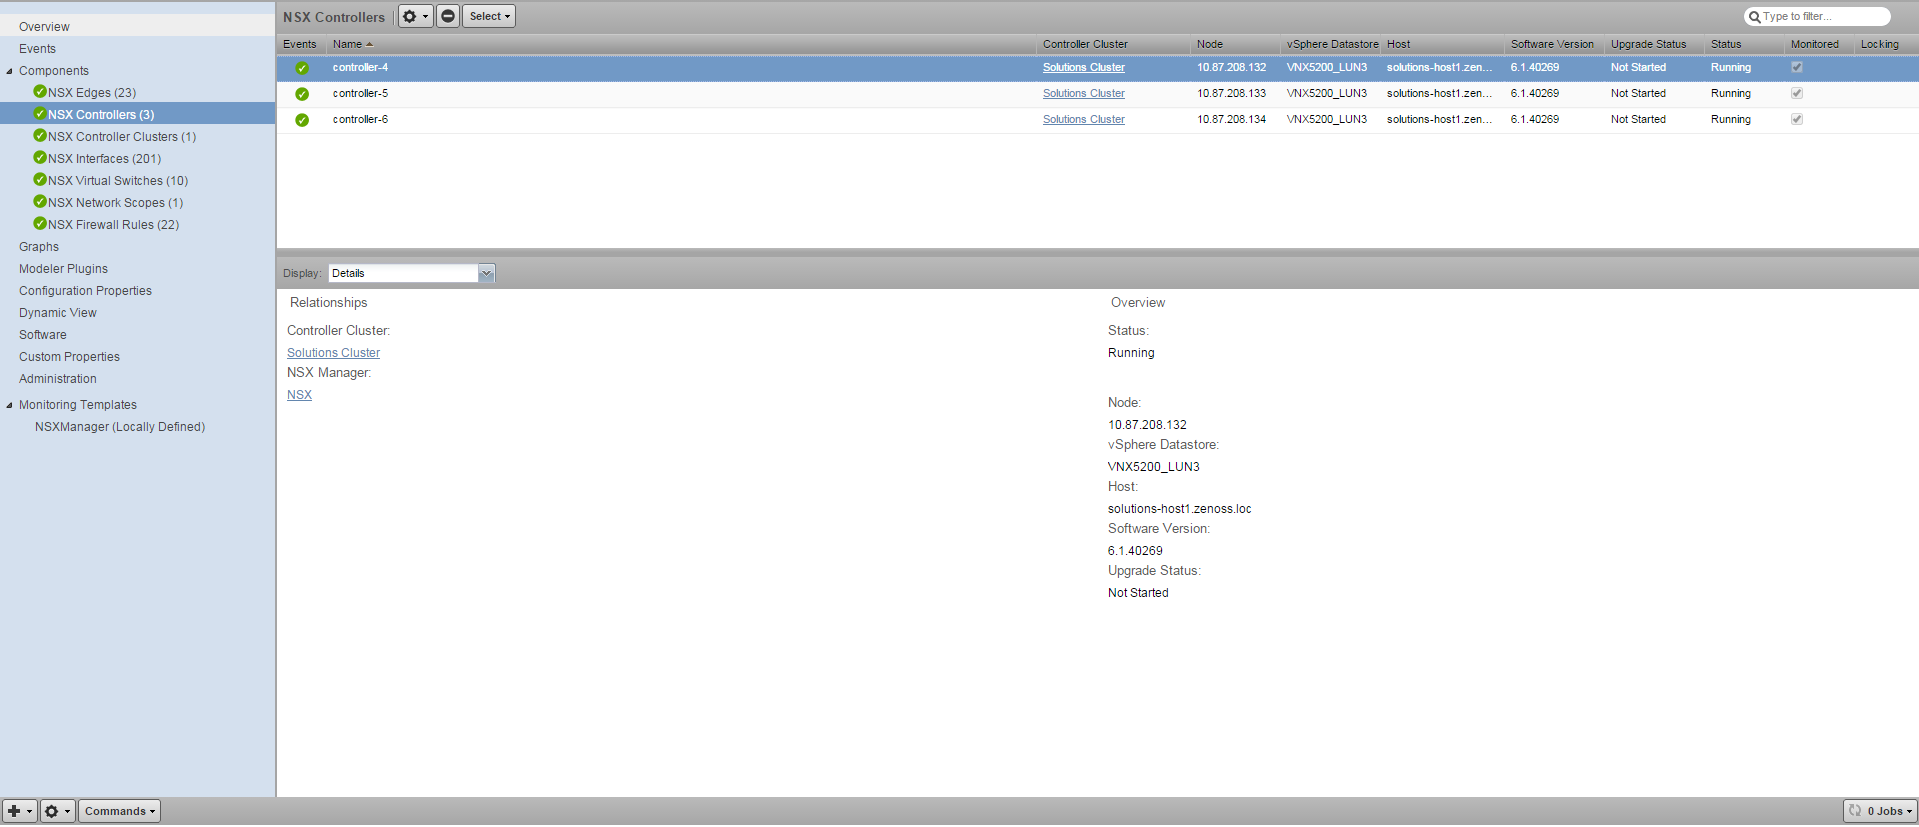 Overview
Events
Components
NSX Edges (23)
NSX Controllers (3)
NSX Controller Clusters (1)
NSX Interfaces (201)
NSX Virtual Switches (10)
NSX Network Scopes (1)
NSX Firewall Rules (22)
Graphs
Modeler Plugins
Configuration Properties
Dynamic View
Software
Custom Properties
Administration
Monitoring Templates
NSXManager (Locally Defined)
NSX Controllers Select Type to filter...
Events Name Controller Cluster Node vSphere Datastore Host Software Version Upgrade Status Status Monitored Locking
controller-4 Solutions Cluster 10.87.208.132 VNX5200_LUN3 solutions-host1.zen... 6.1.40269 Not Started Running
controller-5 Solutions Cluster 10.87.208.133 VNX5200_LUN3 solutions-host1.zen... 6.1.40269 Not Started Running
controller-6 Solutions Cluster 10.87.208.134 VNX5200_LUN3 solutions-host1.zen... 6.1.40269 Not Started Running
Display: Details
Relationships
Controller Cluster:
Solutions Cluster
NSX Manager:
NSX
Overview
Status:
Running
Node:
10.87.208.132
vSphere Datastore:
VNX5200_LUN3
Host:
solutions-host1.zenoss.loc
Software Version:
6.1.40269
Upgrade Status:
Not Started
Commands
0 Jobs